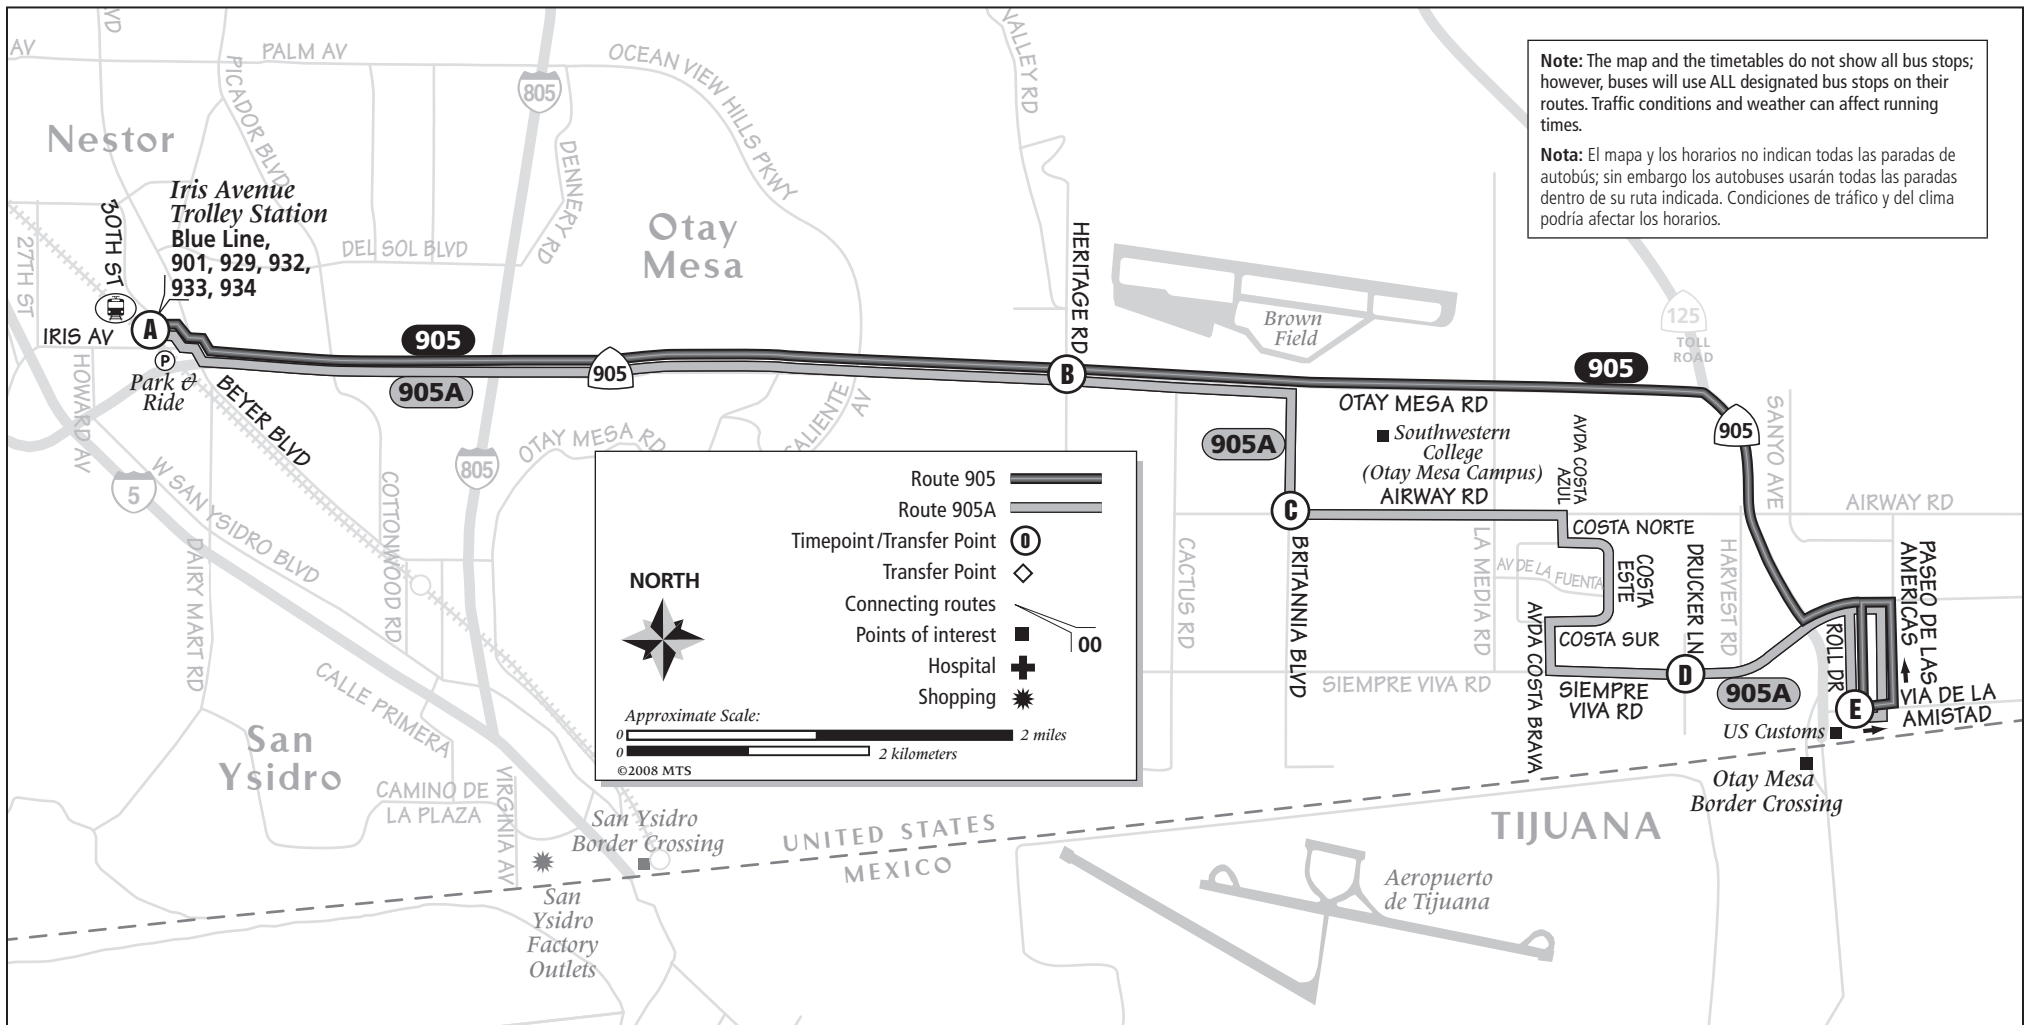 YD
AV
PALM AV
PICADOR BLVD
805
OCEAN VIEW HILLS PKWY
VALLEY RD
Note: The map and the timetables do not show all bus stops;
however, buses will use ALL designated bus stops on their
routes. Traffic conditions and weather can affect running
times.
Nota: El mapa y los horarios no indican todas las paradas de
autobús; sin embargo los autobuses usarán todas las paradas
dentro de su ruta indicada. Condiciones de tráfico y del clima
podría afectar los horarios.
Nestor
DENNERY RD
Iris Avenue
Trolley Station
Blue Line,
901, 929, 932,
933, 934
30TH ST
27TH ST
DEL SOL BLVD
Otay
Mesa
HERITAGE RD
Brown
Field
125
TOLL
ROAD
IRIS AV
A
P
Park &
Ride
HOWARD AV
BEYER BLVD
905
905A
905
B
905
905
SALIENTE
AV
OTAY MESA RD
OTAY MESA RD
905A
Southwestern
College
(Otay Mesa Campus)
AIRWAY RD
AVDA COSTA
AZUL
SANYO AVE
AIRWAY RD
805
5
W SAN YSIDRO BLVD
COTTONWOOD RD
DAIRY MART RD
C
CACTUS RD
BRITANNIA BLVD
LA MEDIA RD
COSTA NORTE
AV DE LA FUENTA
COSTA
ESTE
DRUCKER LN
HARVEST RD
PASEO DE LAS
AMERICAS
COSTA SUR
AVDA COSTA BRAVA
SIEMPRE VIVA RD
SIEMPRE
VIVA RD
D
905A
ROLL DR
E
VIA DE LA
AMISTAD
US Customs
Otay Mesa
Border Crossing
Route 905
Route 905A
Timepoint/Transfer Point 0
Transfer Point
Connecting routes
00
Points of interest
Hospital
Shopping
NORTH
Approximate Scale:
0 2 miles
0 2 kilometers
©2008 MTS
San
Ysidro
CALLE PRIMERA
CAMINO DE
LA PLAZA
VIRGINIA AV
San Ysidro
Border Crossing
San
Ysidro
Factory
Outlets
UNITED STATES
MEXICO
TIJUANA
Aeropuerto
de Tijuana